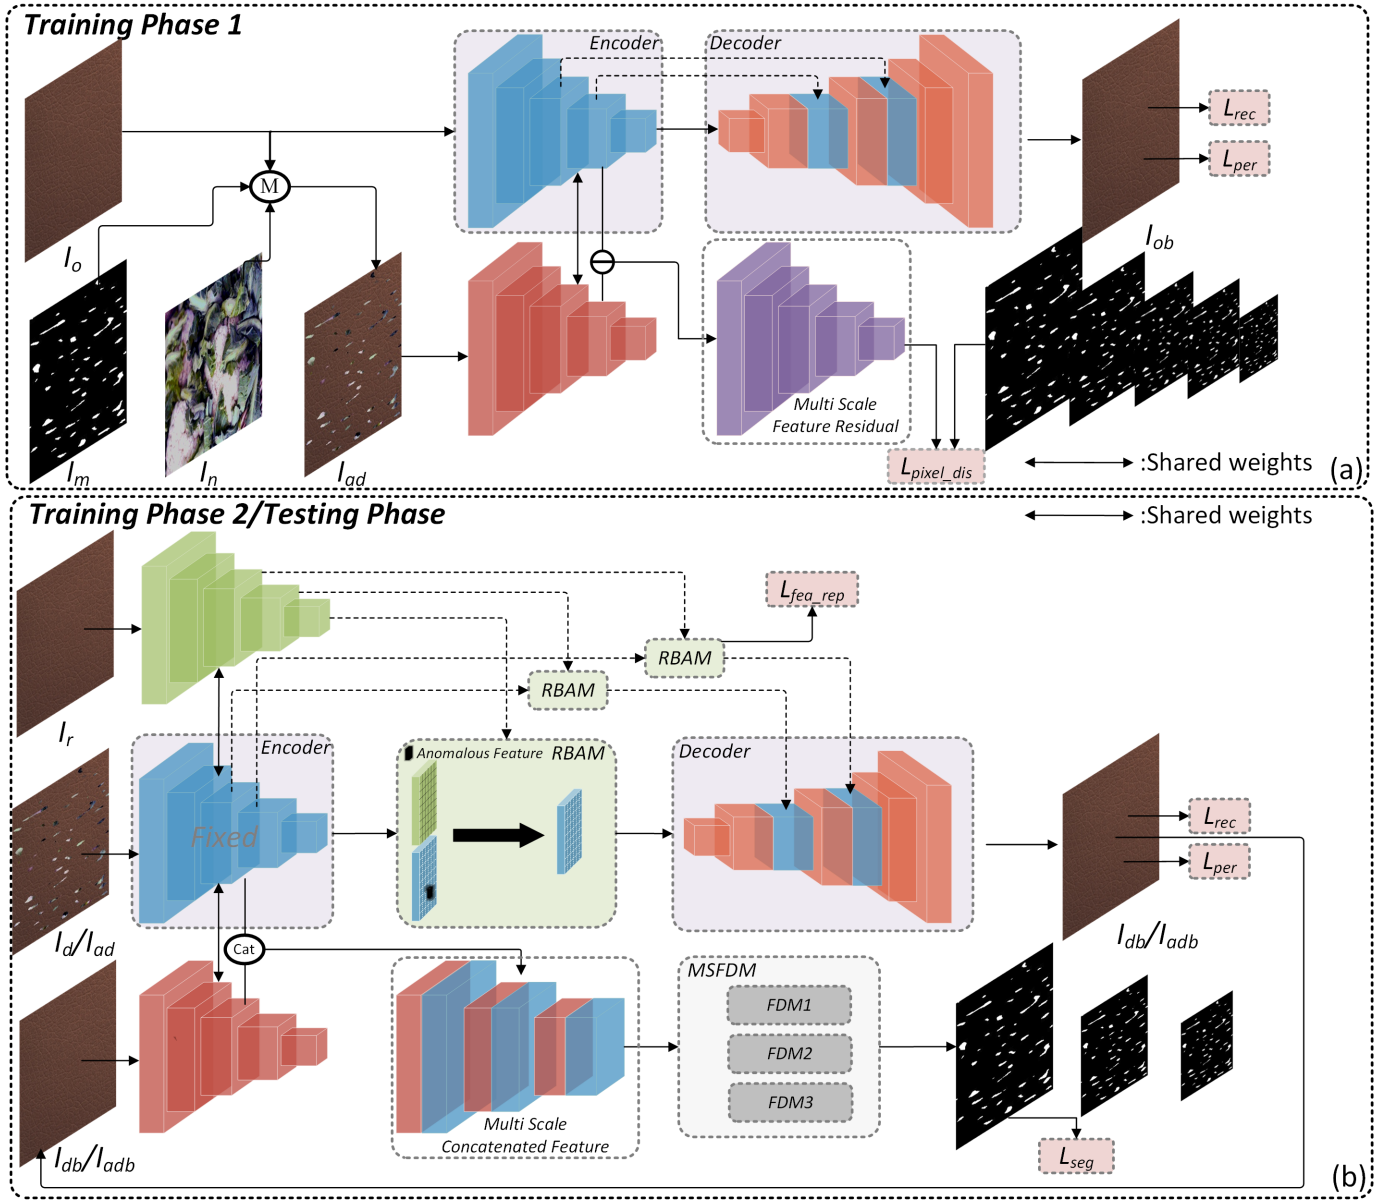 Training Phase 1
Encoder
Decoder
L_rec
L_per
M
I_o
I_ob
I_m
I_n
I_ad
Multi Scale
Feature Residual
L_pixel_dis
:Shared weights
(a)
Training Phase 2/Testing Phase
:Shared weights
L_fea_rep
RBAM
RBAM
I_r
Encoder
Anomalous Feature
RBAM
Decoder
Fixed
L_rec
L_per
I_d/I_ad
Cat
I_db/I_adb
MSFDM
FDM1
FDM2
FDM3
Multi Scale
Concatenated Feature
L_seg
I_db/I_adb
(b)